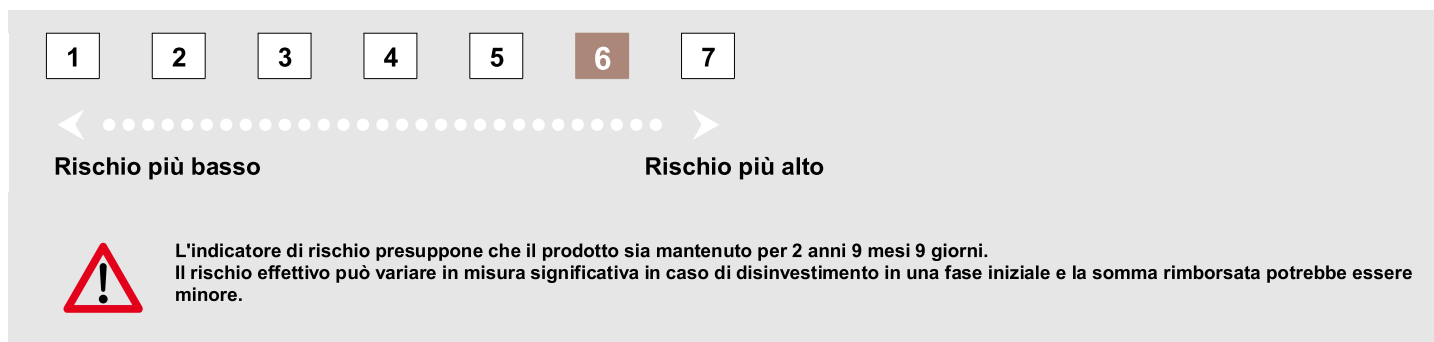 1 2 3 4 5 6 7
Rischio più basso Rischio più alto
L'indicatore di rischio presuppone che il prodotto sia mantenuto per 2 anni 9 mesi 9 giorni.
Il rischio effettivo può variare in misura significativa in caso di disinvestimento in una fase iniziale e la somma rimborsata potrebbe essere
minore.